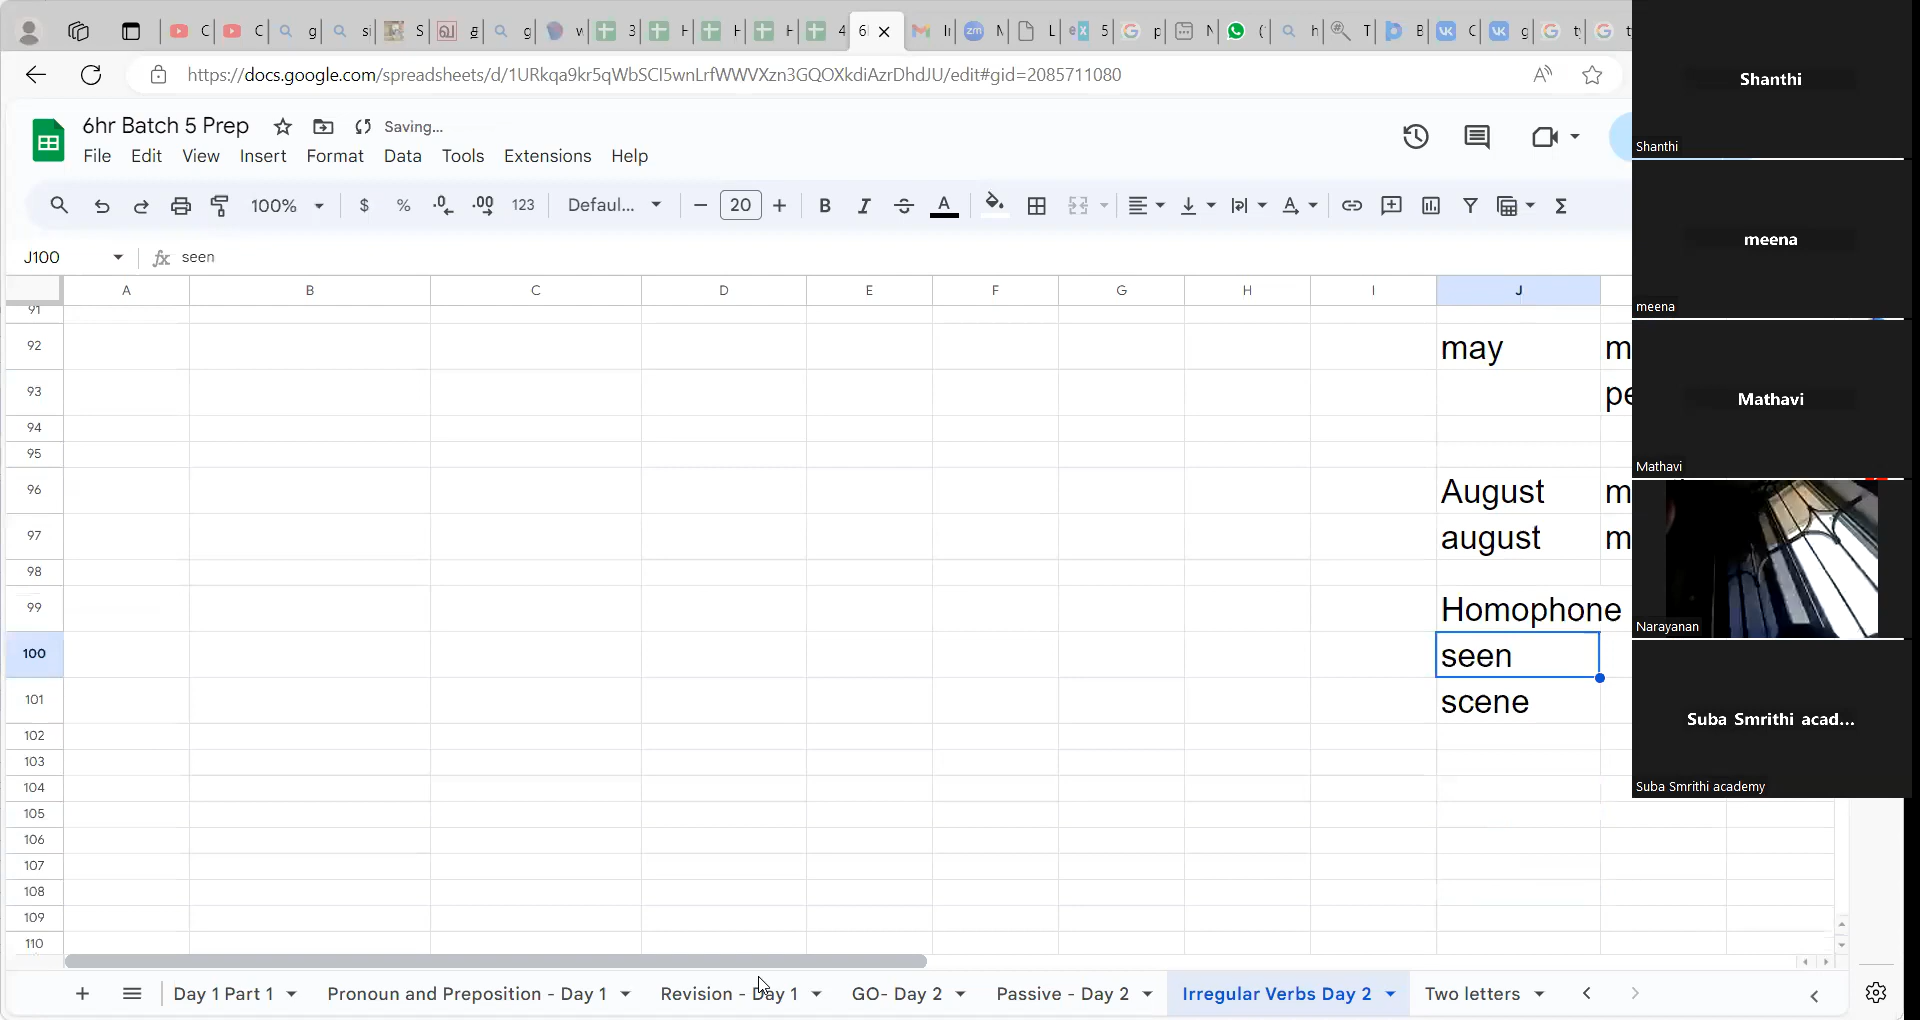 https://docs.google.com/spreadsheets/d/1URkqa9kr5qWbSCI5wnLrfWWVXzn3GQOXkdiAzrDhdJU/edit#gid=2085711080
6hr Batch 5 Prep Saving...
File Edit View Insert Format Data Tools Extensions Help
100% $ % .0 .00 123 Defaul... 20
J100 seen
A B C D E F G H I J
91
92 may
93
94
95
96 August
97 august
98
99 Homophone
100 seen
101 scene
102
103
104
105
106
107
108
109
110
Day 1 Part 1 Pronoun and Preposition - Day 1 Revision - Day 1 GO- Day 2 Passive - Day 2 Irregular Verbs Day 2 Two letters
Shanthi
Shanthi
meena
meena
Mathavi
Mathavi
Narayanan
Suba Smrithi acad...
Suba Smrithi academy